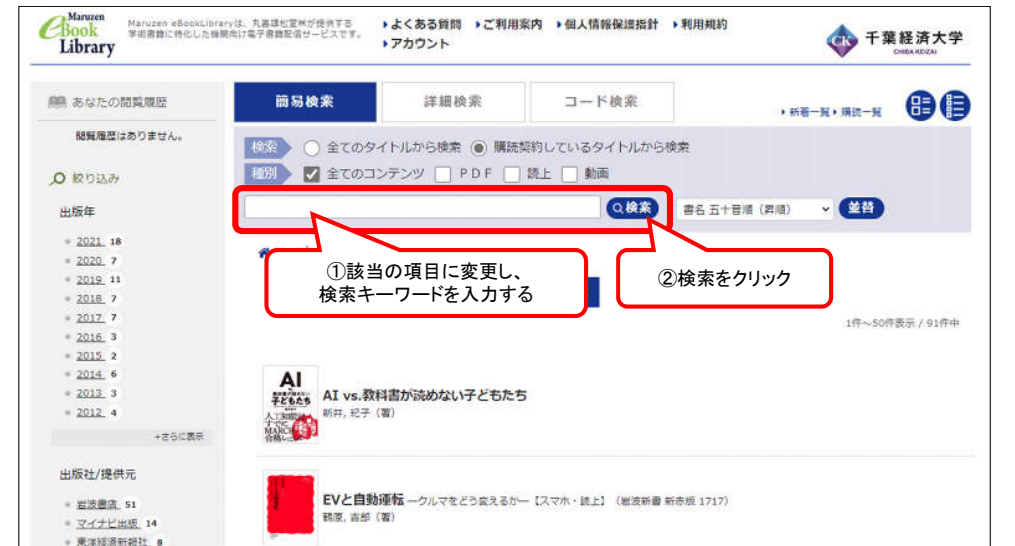 Maruzen
eBook
Library
Maruzen eBookLibraryは、丸善雄松堂㈱が提供する
学術書籍に特化した機関向け電子書籍配信サービスです。
よくある質問 ご利用案内 個人情報保護指針 利用規約
アカウント
CK 千葉経済大学
CHIBA KEIZAI
あなたの閲覧履歴
閲覧履歴はありません。
絞り込み
出版年
2021 18
2020 7
2019 11
2018 7
2017 7
2016 3
2015 2
2014 6
2013 3
2012 4
+さらに表示
出版社/提供元
岩波書店 51
マイナビ出版 14
東洋経済新報社 8
簡易検索 詳細検索 コード検索
新着一覧 購読一覧
検索 全てのタイトルから検索 購読契約しているタイトルから検索
種別 全てのコンテンツ PDF 読上 動画
検索 書名 五十音順 (昇順) 並替
①該当の項目に変更し、
検索キーワードを入力する
②検索をクリック
1件～50件表示 / 91件中
AI
子どもたち
AI vs.教科書が読めない子どもたち
新井, 紀子 (著)
EVと自動運転 ―クルマをどう変えるか―【スマホ・読上】 (岩波新書 新赤版 1717)
鶴原, 吉郎 (著)